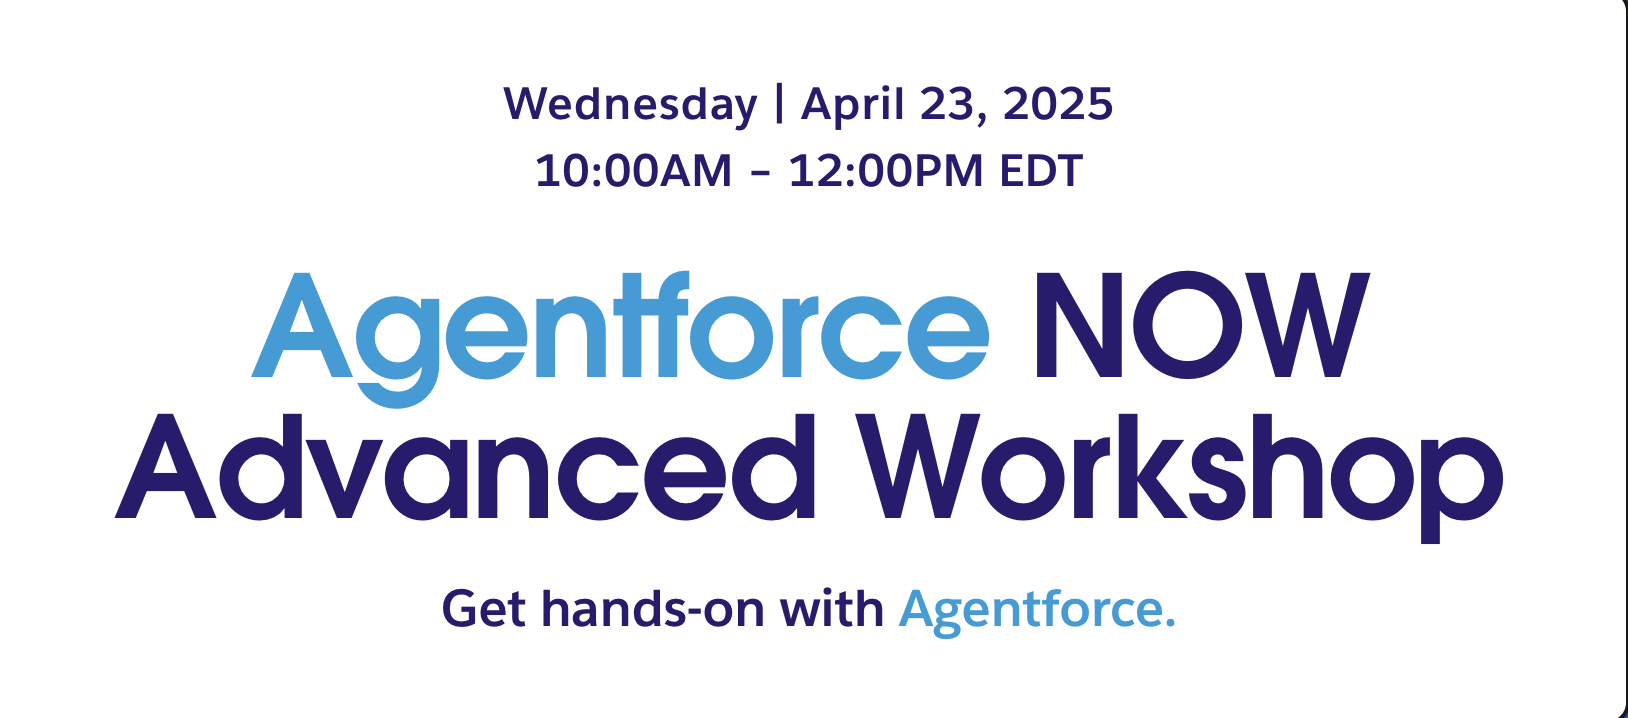 Wednesday | April 23, 2025
10:00AM – 12:00PM EDT
Agentforce NOW
Advanced Workshop
Get hands-on with Agentforce.